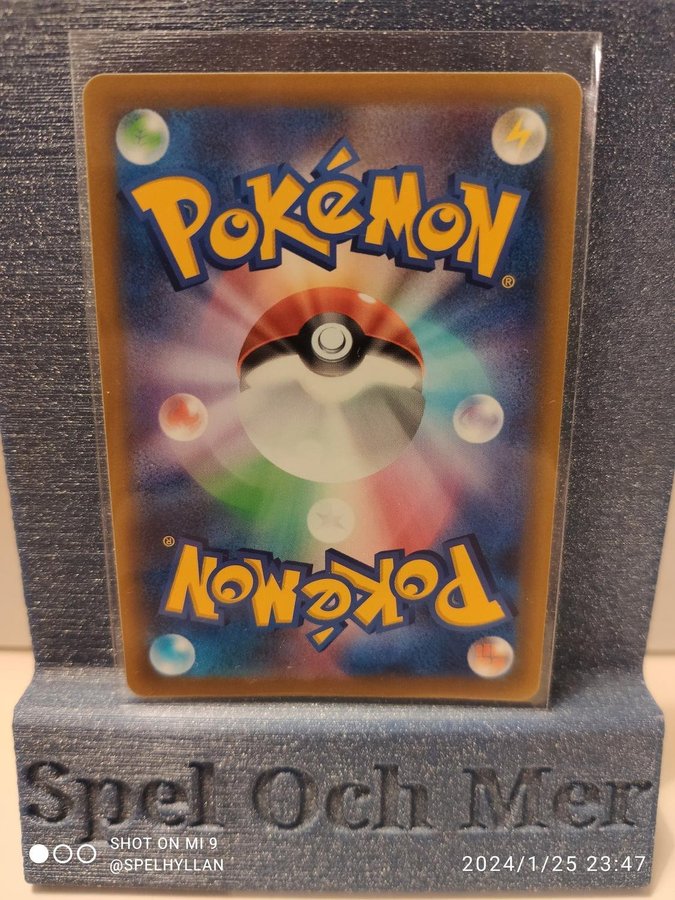 POKéMON
®
®
POKéMON
Spel Och Mer
SHOT ON MI 9
@SPELHYLLAN
2024/1/25 23:47